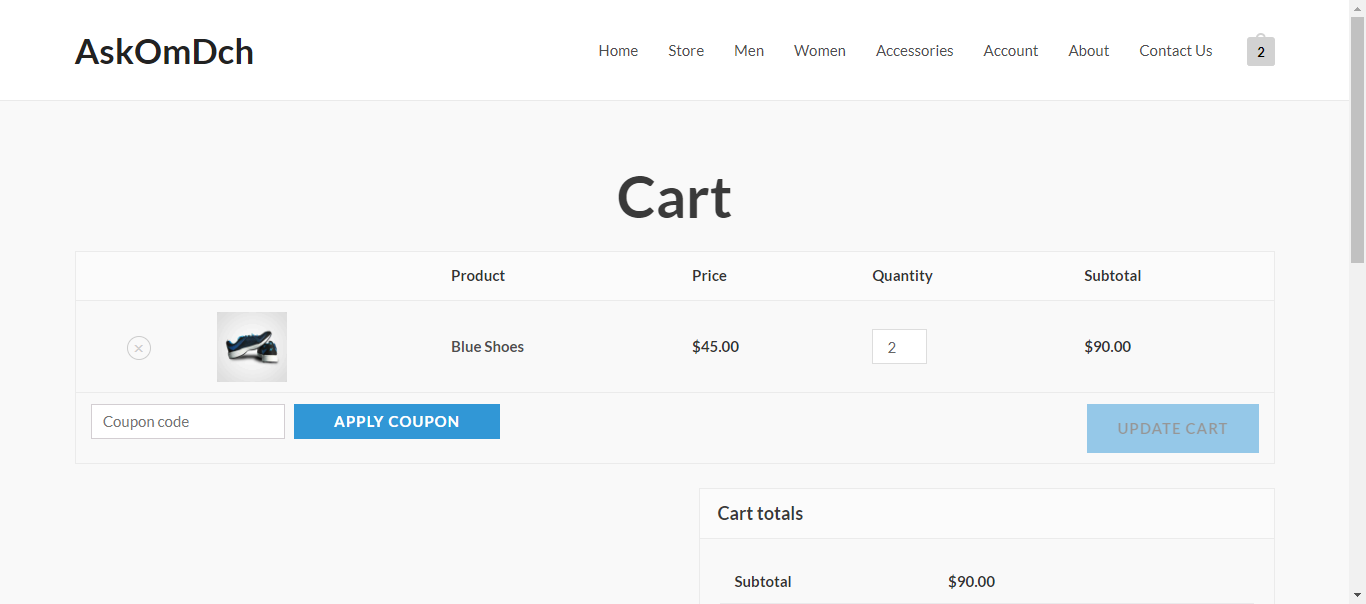 AskOmDch
Home Store Men Women Accessories Account About Contact Us 2
Cart
Product Price Quantity Subtotal
Blue Shoes $45.00 2 $90.00
Coupon code APPLY COUPON UPDATE CART
Cart totals
Subtotal $90.00